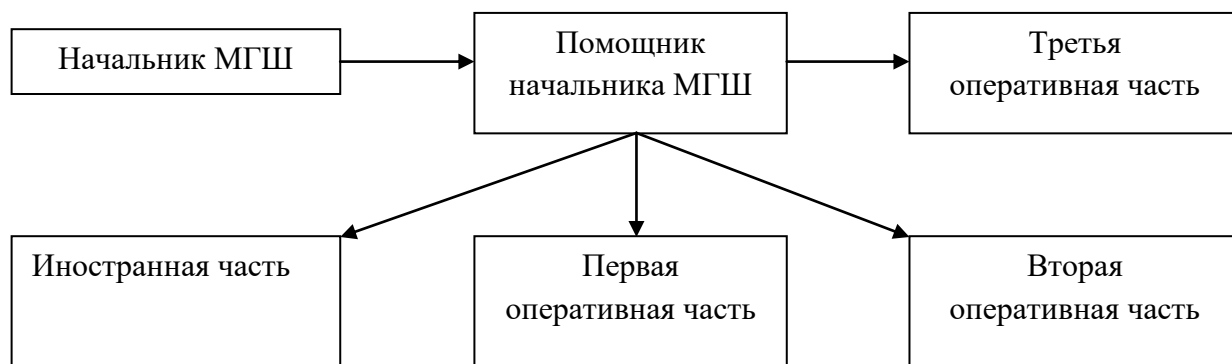 Начальник МГШ
Помощник
начальника МГШ
Третья
оперативная часть
Иностранная часть
Первая
оперативная часть
Вторая
оперативная часть